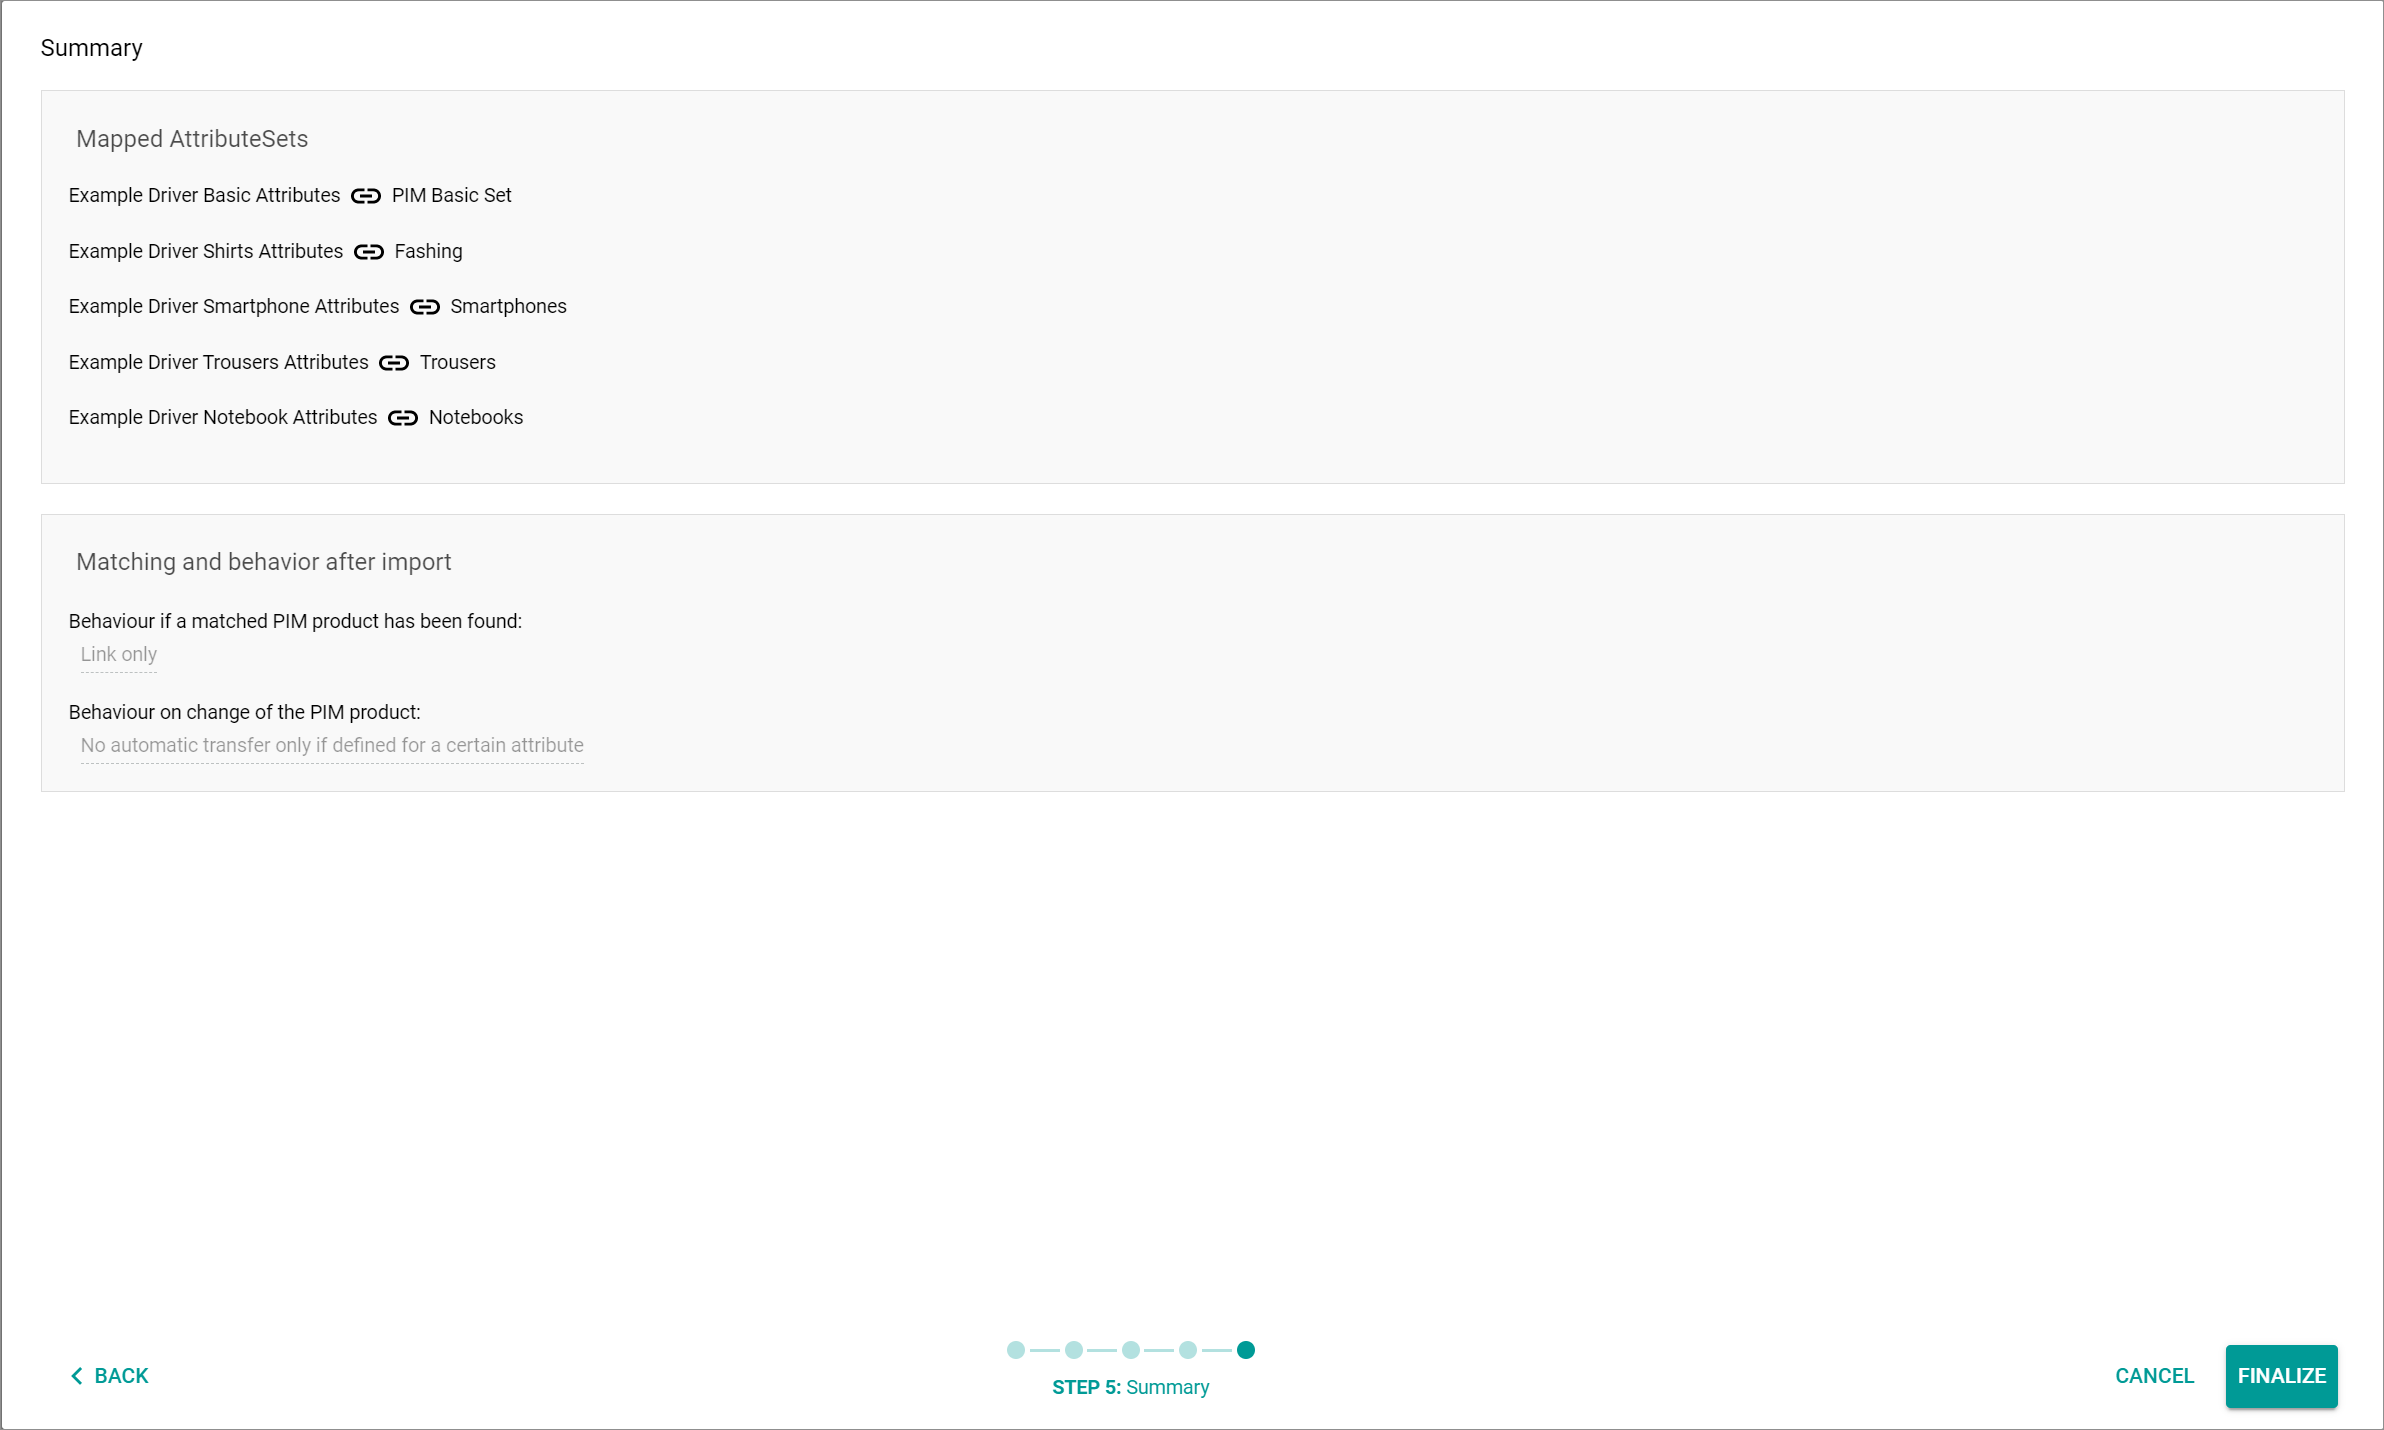 Summary
Mapped AttributeSets
Example Driver Basic Attributes PIM Basic Set
Example Driver Shirts Attributes Fashing
Example Driver Smartphone Attributes Smartphones
Example Driver Trousers Attributes Trousers
Example Driver Notebook Attributes Notebooks
Matching and behavior after import
Behaviour if a matched PIM product has been found:
Link only
Behaviour on change of the PIM product:
No automatic transfer only if defined for a certain attribute
BACK
STEP 5: Summary
CANCEL
FINALIZE